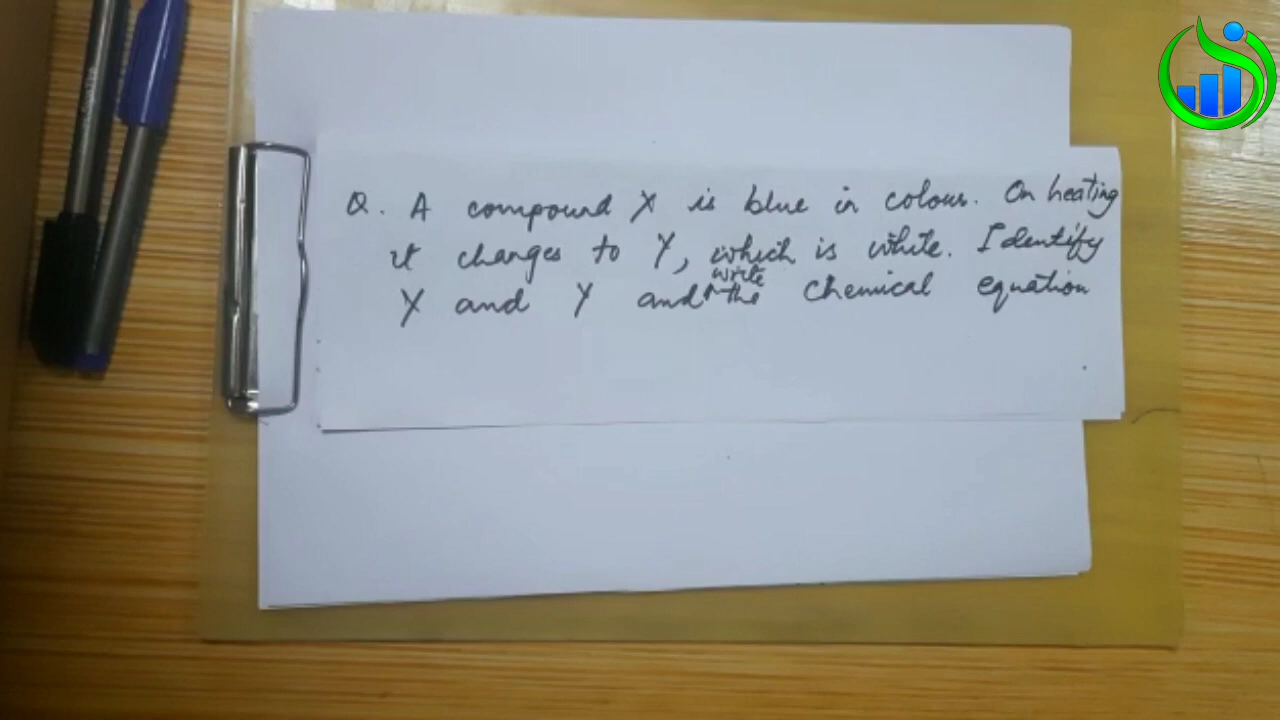 Q. A compound X is blue in colour. On heating
it changes to Y, which is white. Identify
X and Y and ^write the chemical equation